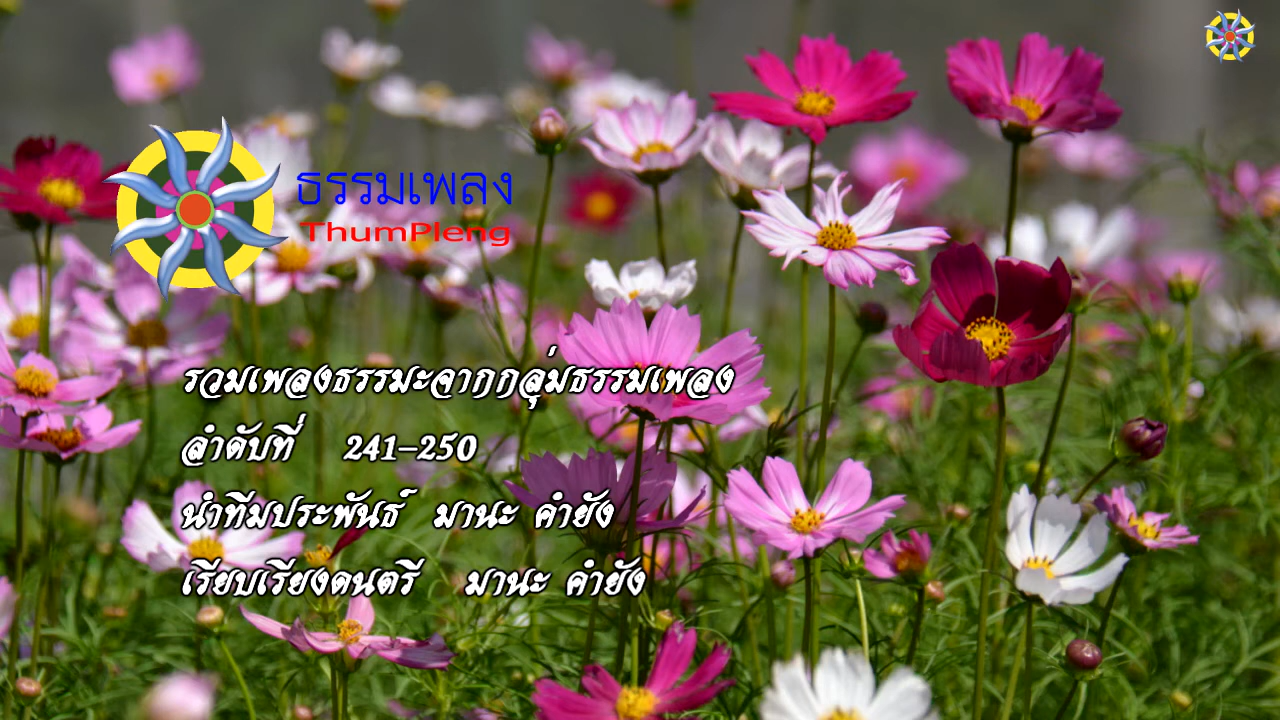 ธรรมเพลง
ThumPleng
รวมเพลงธรรมะจากกลุ่มธรรมเพลง
ลำดับที่ 241-250
นำทีมประพันธ์ มานะ คำยัง
เรียบเรียงดนตรี มานะ คำยัง